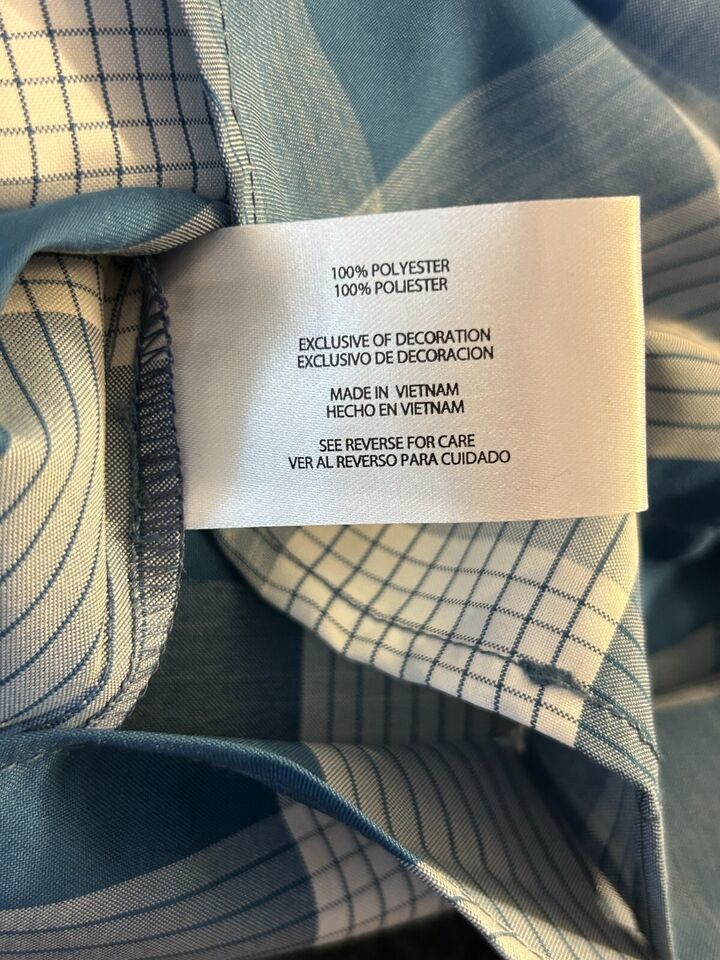 100% POLYESTER
100% POLIESTER
EXCLUSIVE OF DECORATION
EXCLUSIVO DE DECORACION
MADE IN VIETNAM
HECHO EN VIETNAM
SEE REVERSE FOR CARE
VER AL REVERSO PARA CUIDADO